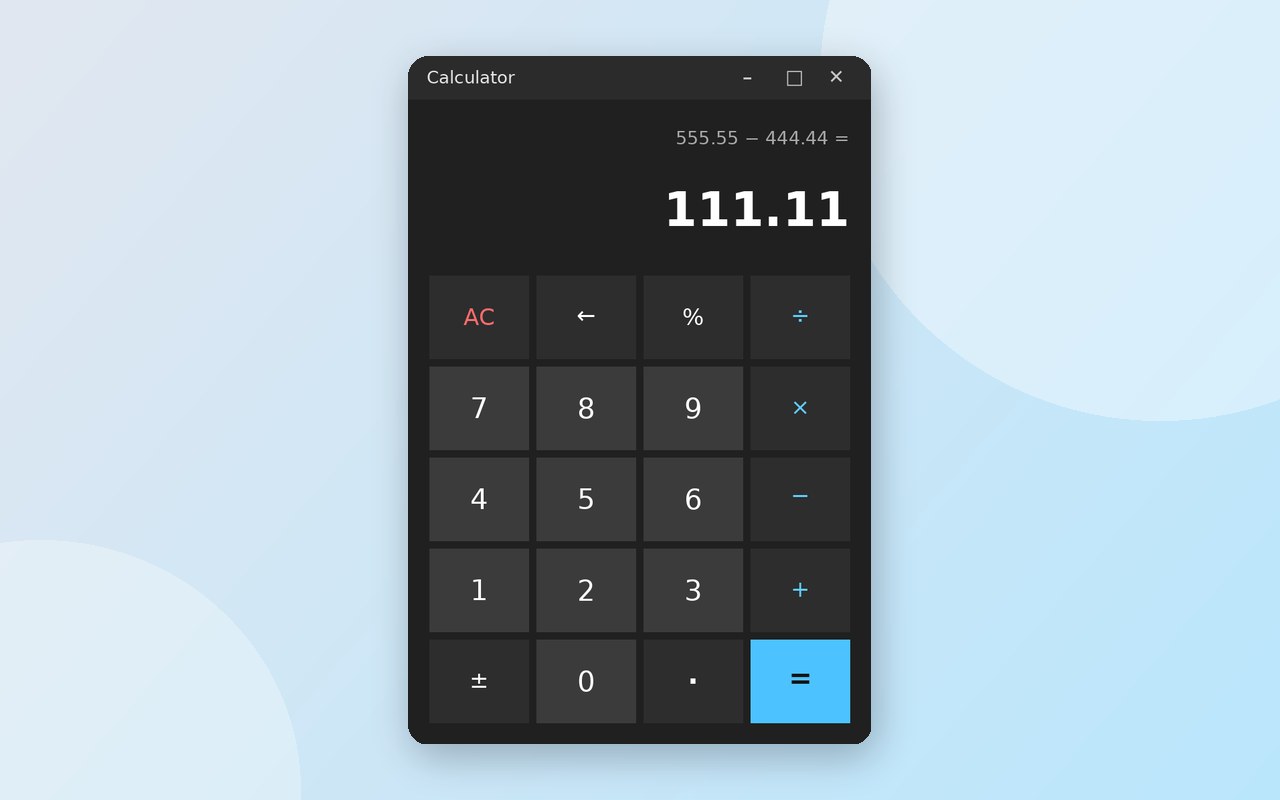 Calculator – □ ✕
555.55 − 444.44 =
111.11
AC ← % ÷
7 8 9 ×
4 5 6 −
1 2 3 +
± 0 . =